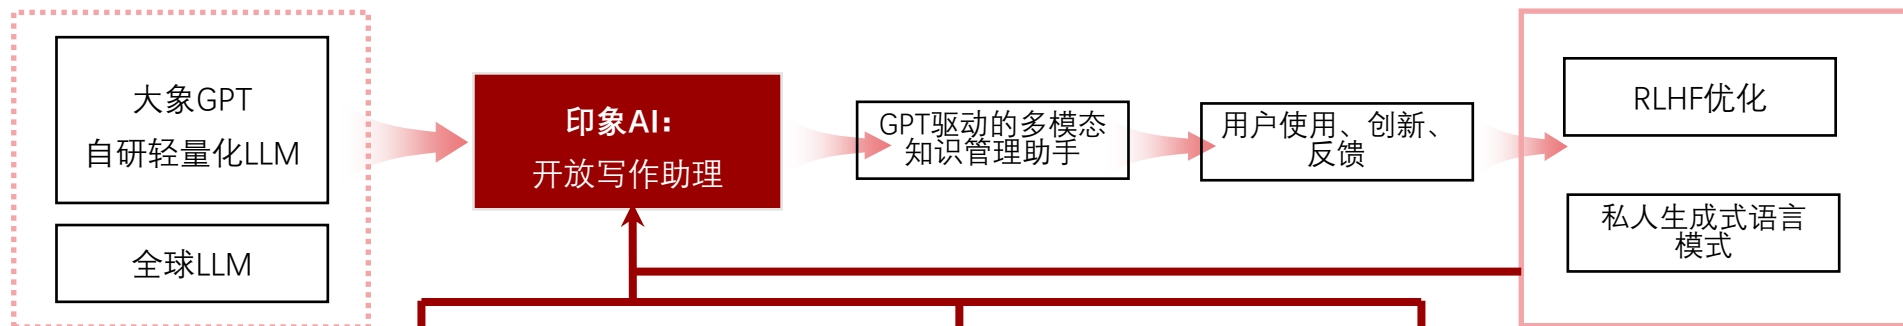 大象GPT
自研轻量化LLM
全球LLM
印象AI:
开放写作助理
GPT驱动的多模态
知识管理助手
用户使用、创新、
反馈
RLHF优化
私人生成式语言
模式